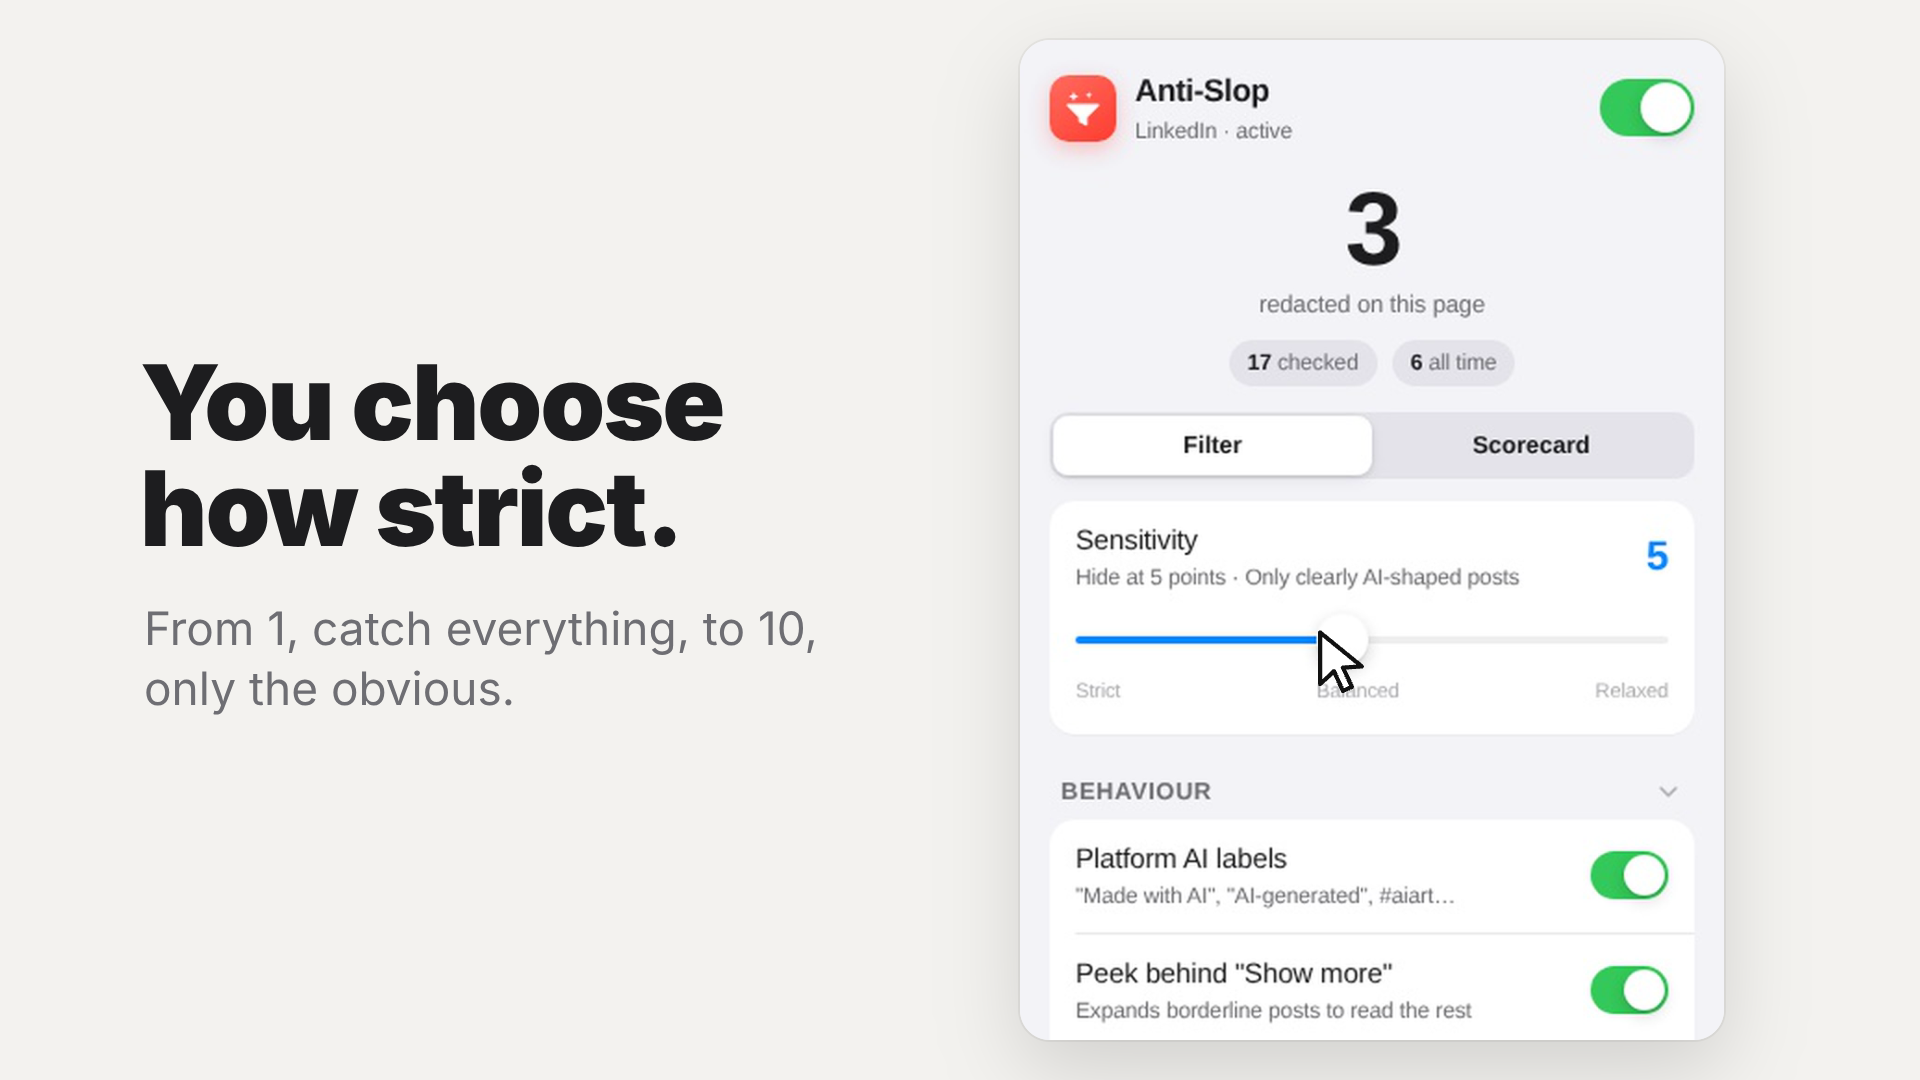 You choose
how strict.
From 1, catch everything, to 10,
only the obvious.
Anti-Slop
LinkedIn · active
3
redacted on this page
17 checked
6 all time
Filter
Scorecard
Sensitivity
5
Hide at 5 points · Only clearly AI-shaped posts
Strict
Balanced
Relaxed
BEHAVIOUR
Platform AI labels
"Made with AI", "AI-generated", #aiart…
Peek behind "Show more"
Expands borderline posts to read the rest